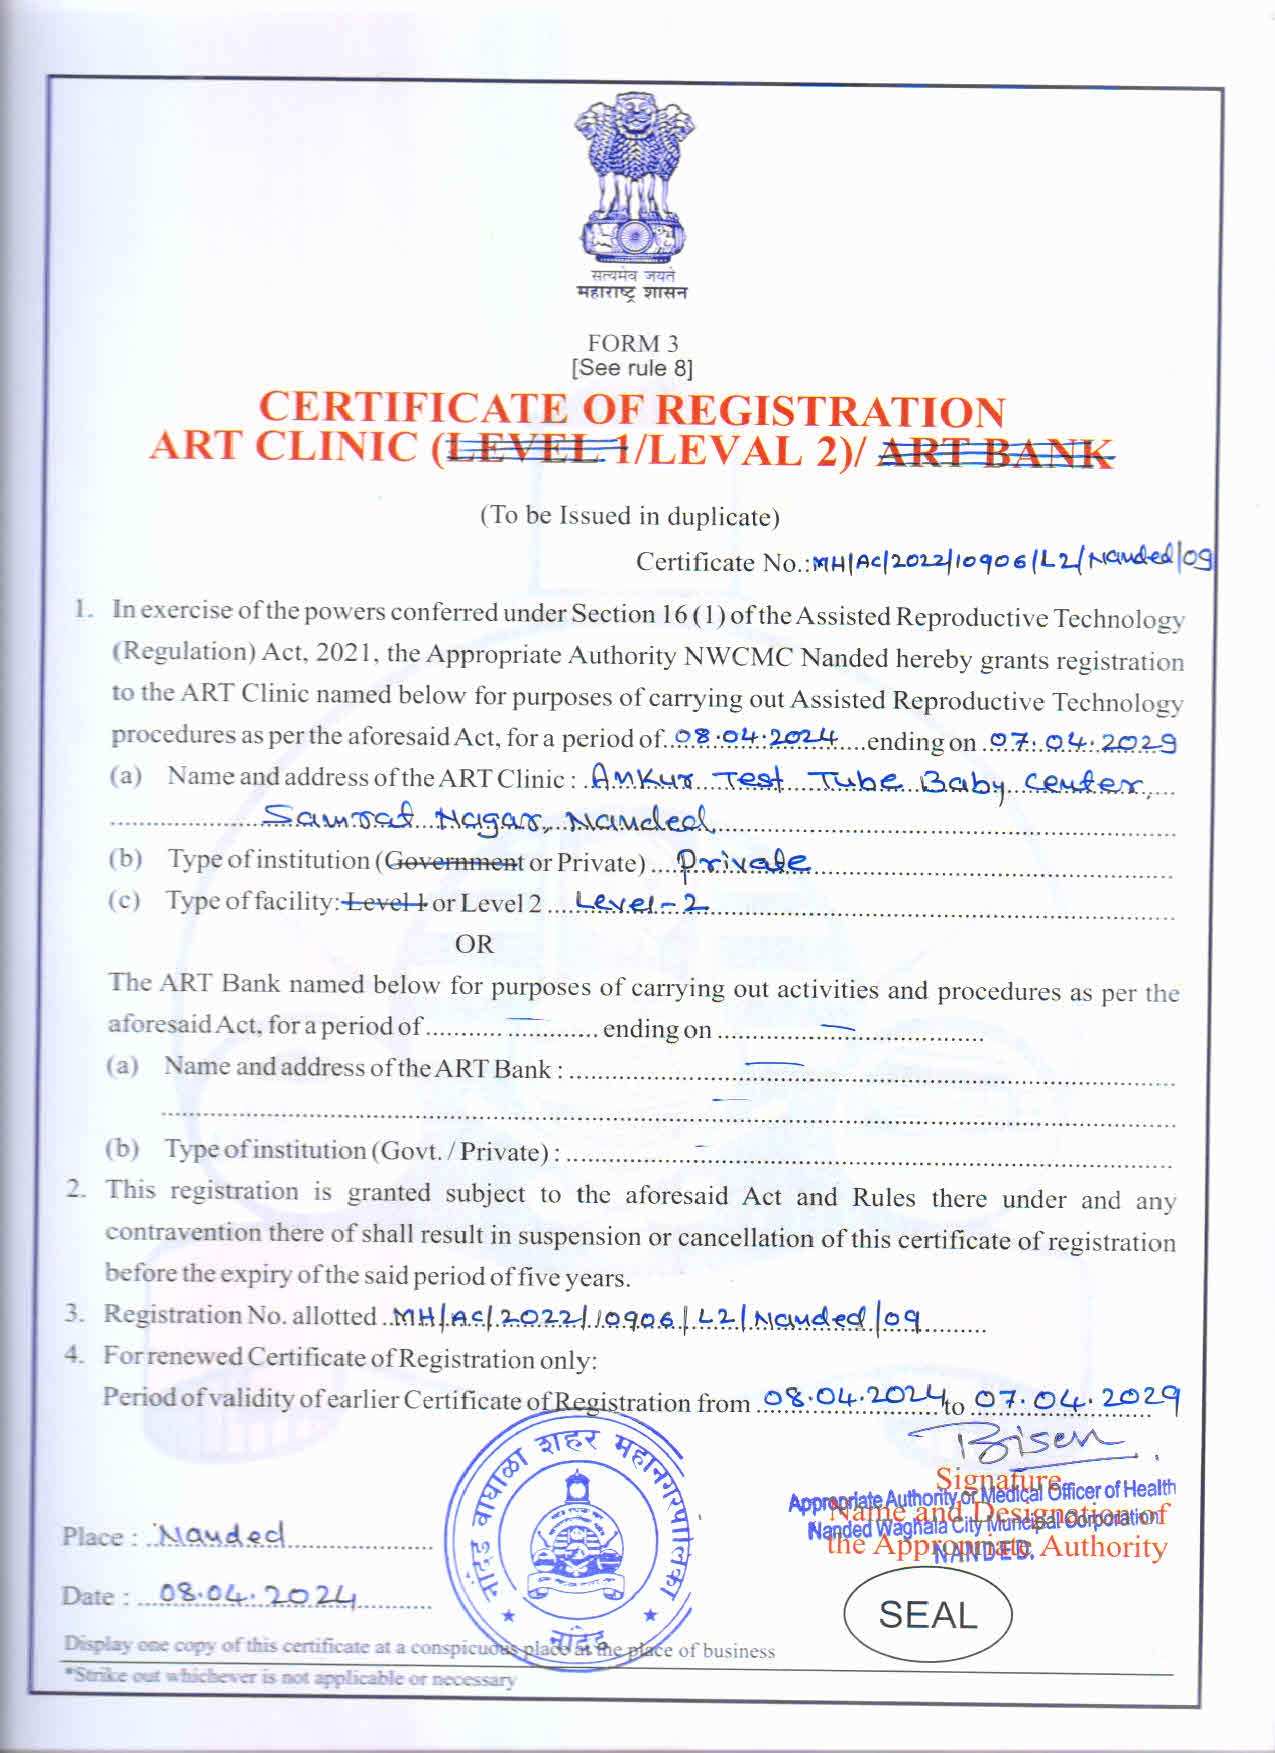 सत्यमेव जयते
महाराष्ट्र शासन
FORM 3
[See rule 8]
CERTIFICATE OF REGISTRATION
ART CLINIC (LEVEL 1/LEVAL 2)/ ART BANK
(To be Issued in duplicate)
Certificate No.: MH/AC/2022/10906/L2/Nanded/09
1. In exercise of the powers conferred under Section 16 (1) of the Assisted Reproductive Technology
(Regulation) Act, 2021, the Appropriate Authority NWCMC Nanded hereby grants registration
to the ART Clinic named below for purposes of carrying out Assisted Reproductive Technology
procedures as per the aforesaid Act, for a period of 08.04.2024 ending on 07.04.2029
(a) Name and address of the ART Clinic : Ankur Test Tube Baby Center,
Samrat Nagar, Nanded
(b) Type of institution (Government or Private) Private
(c) Type of facility: Level 1 or Level 2 Level-2
OR
The ART Bank named below for purposes of carrying out activities and procedures as per the
aforesaid Act, for a period of — ending on —
(a) Name and address of the ART Bank : —
—
(b) Type of institution (Govt. / Private) : –
2. This registration is granted subject to the aforesaid Act and Rules there under and any
contravention there of shall result in suspension or cancellation of this certificate of registration
before the expiry of the said period of five years.
3. Registration No. allotted MH/AC/2022/10906/L2/Nanded/09
4. For renewed Certificate of Registration only:
Period of validity of earlier Certificate of Registration from 08.04.2024 to 07.04.2029
Bisen
Signature
Appropriate Authority or Medical Officer of Health
Name and Designation of
Nanded Waghala City Muncipal Corporation
the Appropriate Authority
NANDED.
नांदेड वाघाळा शहर महानगरपालिका
नांदेड
Place : Nanded
Date : 08.04.2024
SEAL
Display one copy of this certificate at a conspicuous place at the place of business
*Strike out whichever is not applicable or necessary